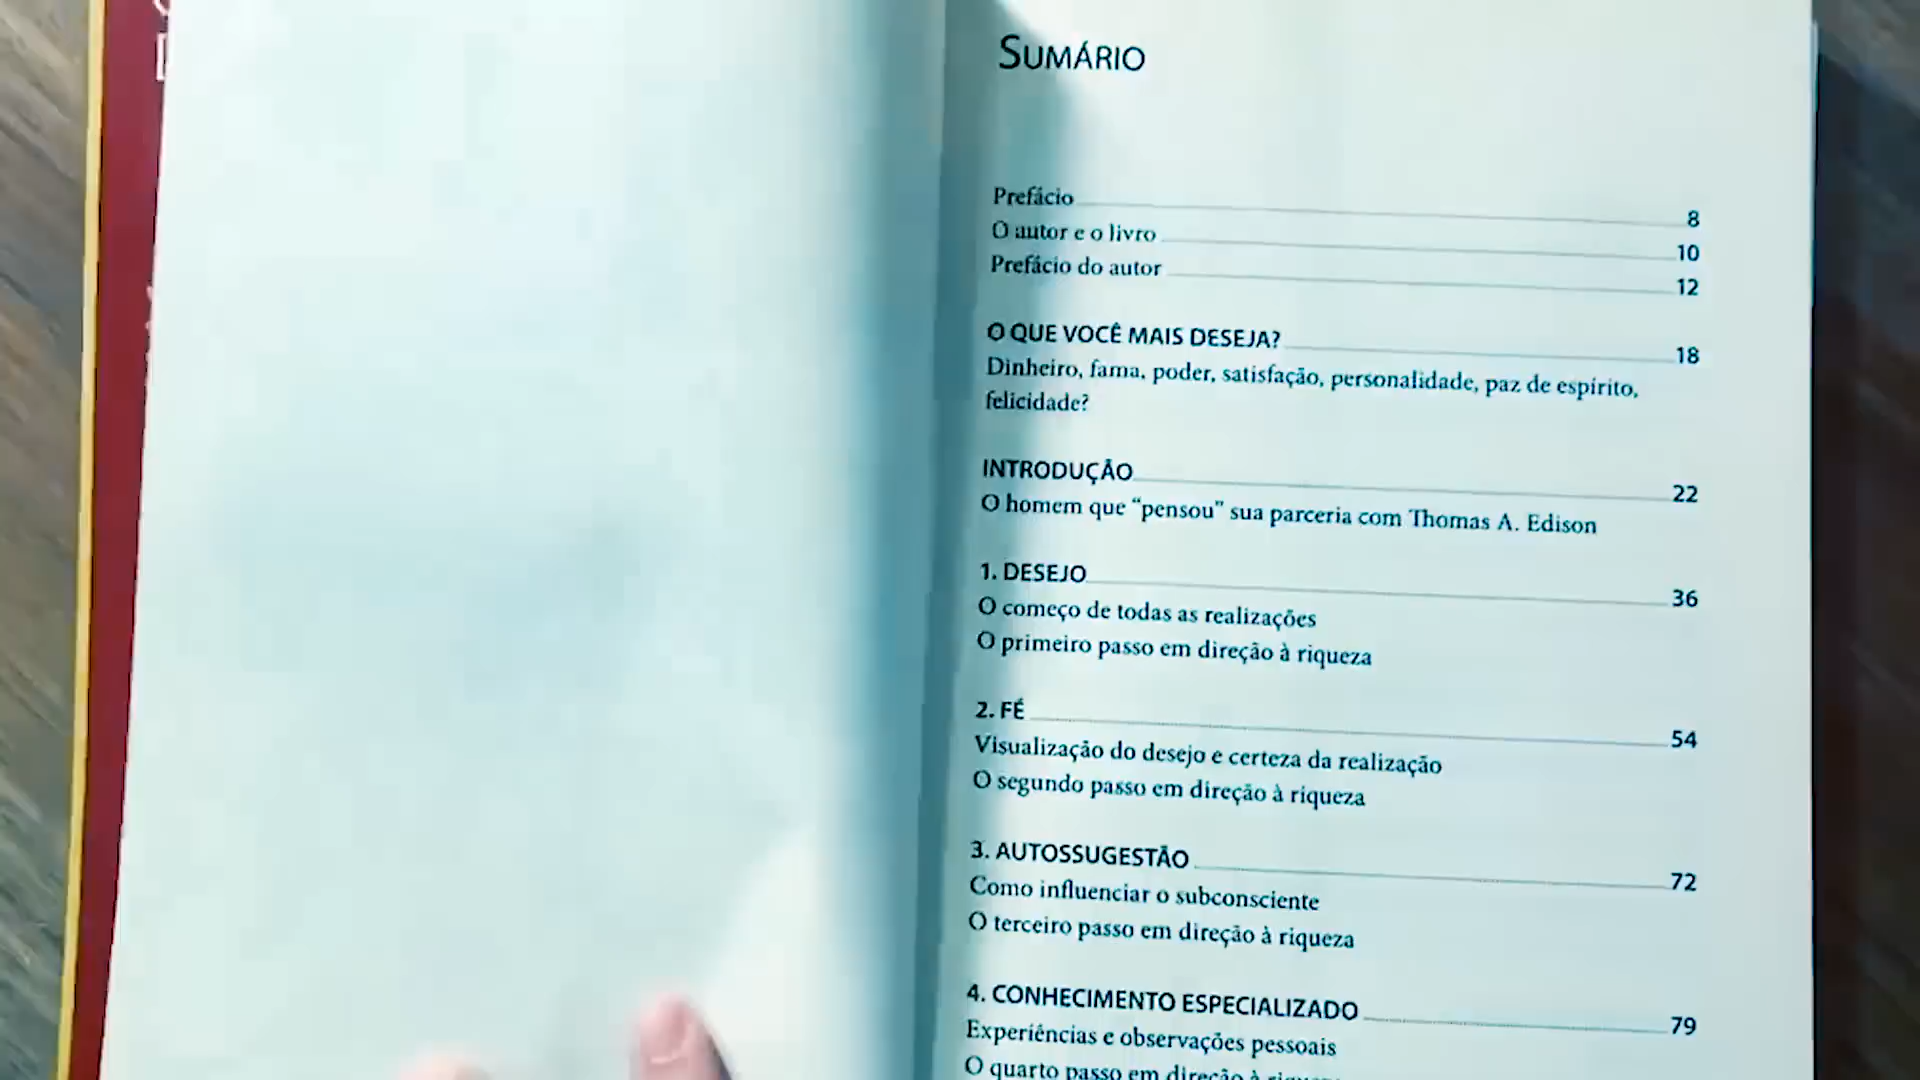 SUMÁRIO
Prefácio 8
O autor e o livro 10
Prefácio do autor 12
O QUE VOCÊ MAIS DESEJA? 18
Dinheiro, fama, poder, satisfação, personalidade, paz de espírito,
felicidade?
INTRODUÇÃO 22
O homem que “pensou” sua parceria com Thomas A. Edison
1. DESEJO 36
O começo de todas as realizações
O primeiro passo em direção à riqueza
2. FÉ 54
Visualização do desejo e certeza da realização
O segundo passo em direção à riqueza
3. AUTOSSUGESTÃO 72
Como influenciar o subconsciente
O terceiro passo em direção à riqueza
4. CONHECIMENTO ESPECIALIZADO 79
Experiências e observações pessoais
O quarto passo em direção à